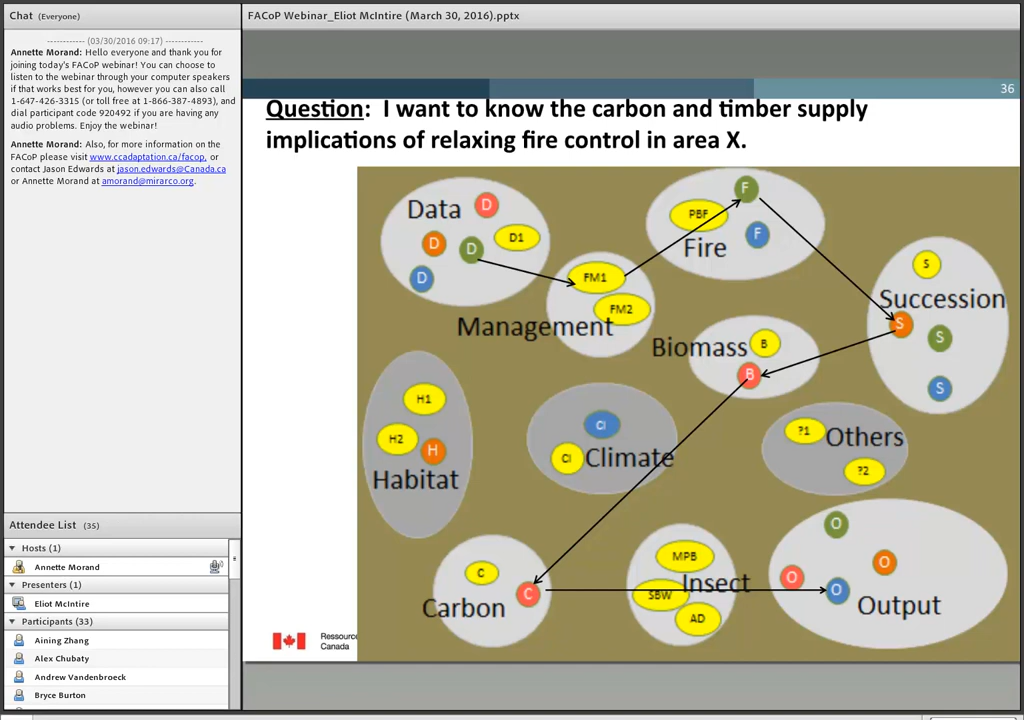 Chat (Everyone)
------------ (03/30/2016 09:17) ------------
Annette Morand: Hello everyone and thank you for
joining today's FACoP webinar! You can choose to
listen to the webinar through your computer speakers
if that works best for you, however you can also call
1-647-426-3315 (or toll free at 1-866-387-4893), and
dial participant code 920492 if you are having any
audio problems. Enjoy the webinar!
Annette Morand: Also, for more information on the
FACoP please visit www.ccadaptation.ca/facop, or
contact Jason Edwards at jason.edwards@Canada.ca
or Annette Morand at amorand@mirarco.org.
Attendee List (35)
Hosts (1)
Annette Morand
Presenters (1)
Eliot McIntire
Participants (33)
Aining Zhang
Alex Chubaty
Andrew Vandenbroeck
Bryce Burton
FACoP Webinar_Eliot McIntire (March 30, 2016).pptx
36
Question: I want to know the carbon and timber supply
implications of relaxing fire control in area X.
Data D
D D D1
D
FM1
FM2
Management
F
PBF F
Fire
S
Succession
S
S
S
Biomass B
B
H1
H2 H
Habitat
CI
CI Climate
?1 Others
?2
C
C
Carbon
MPB
Insect
SBW
AD
O
O
O O
Output
Ressourc
Canada